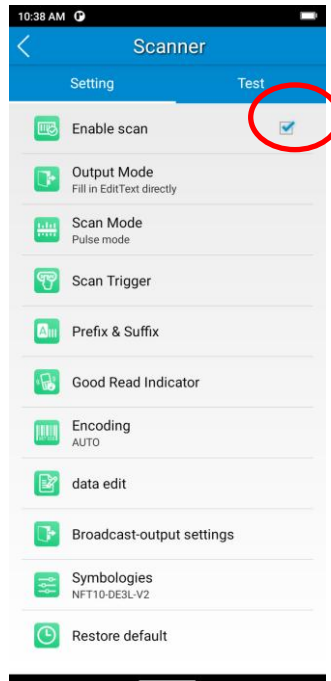 10:38 AM
Scanner
Setting Test
Enable scan
Output Mode
Fill in EditText directly
Scan Mode
Pulse mode
Scan Trigger
Prefix & Suffix
Good Read Indicator
Encoding
AUTO
data edit
Broadcast-output settings
Symbologies
NFT10-DE3L-V2
Restore default